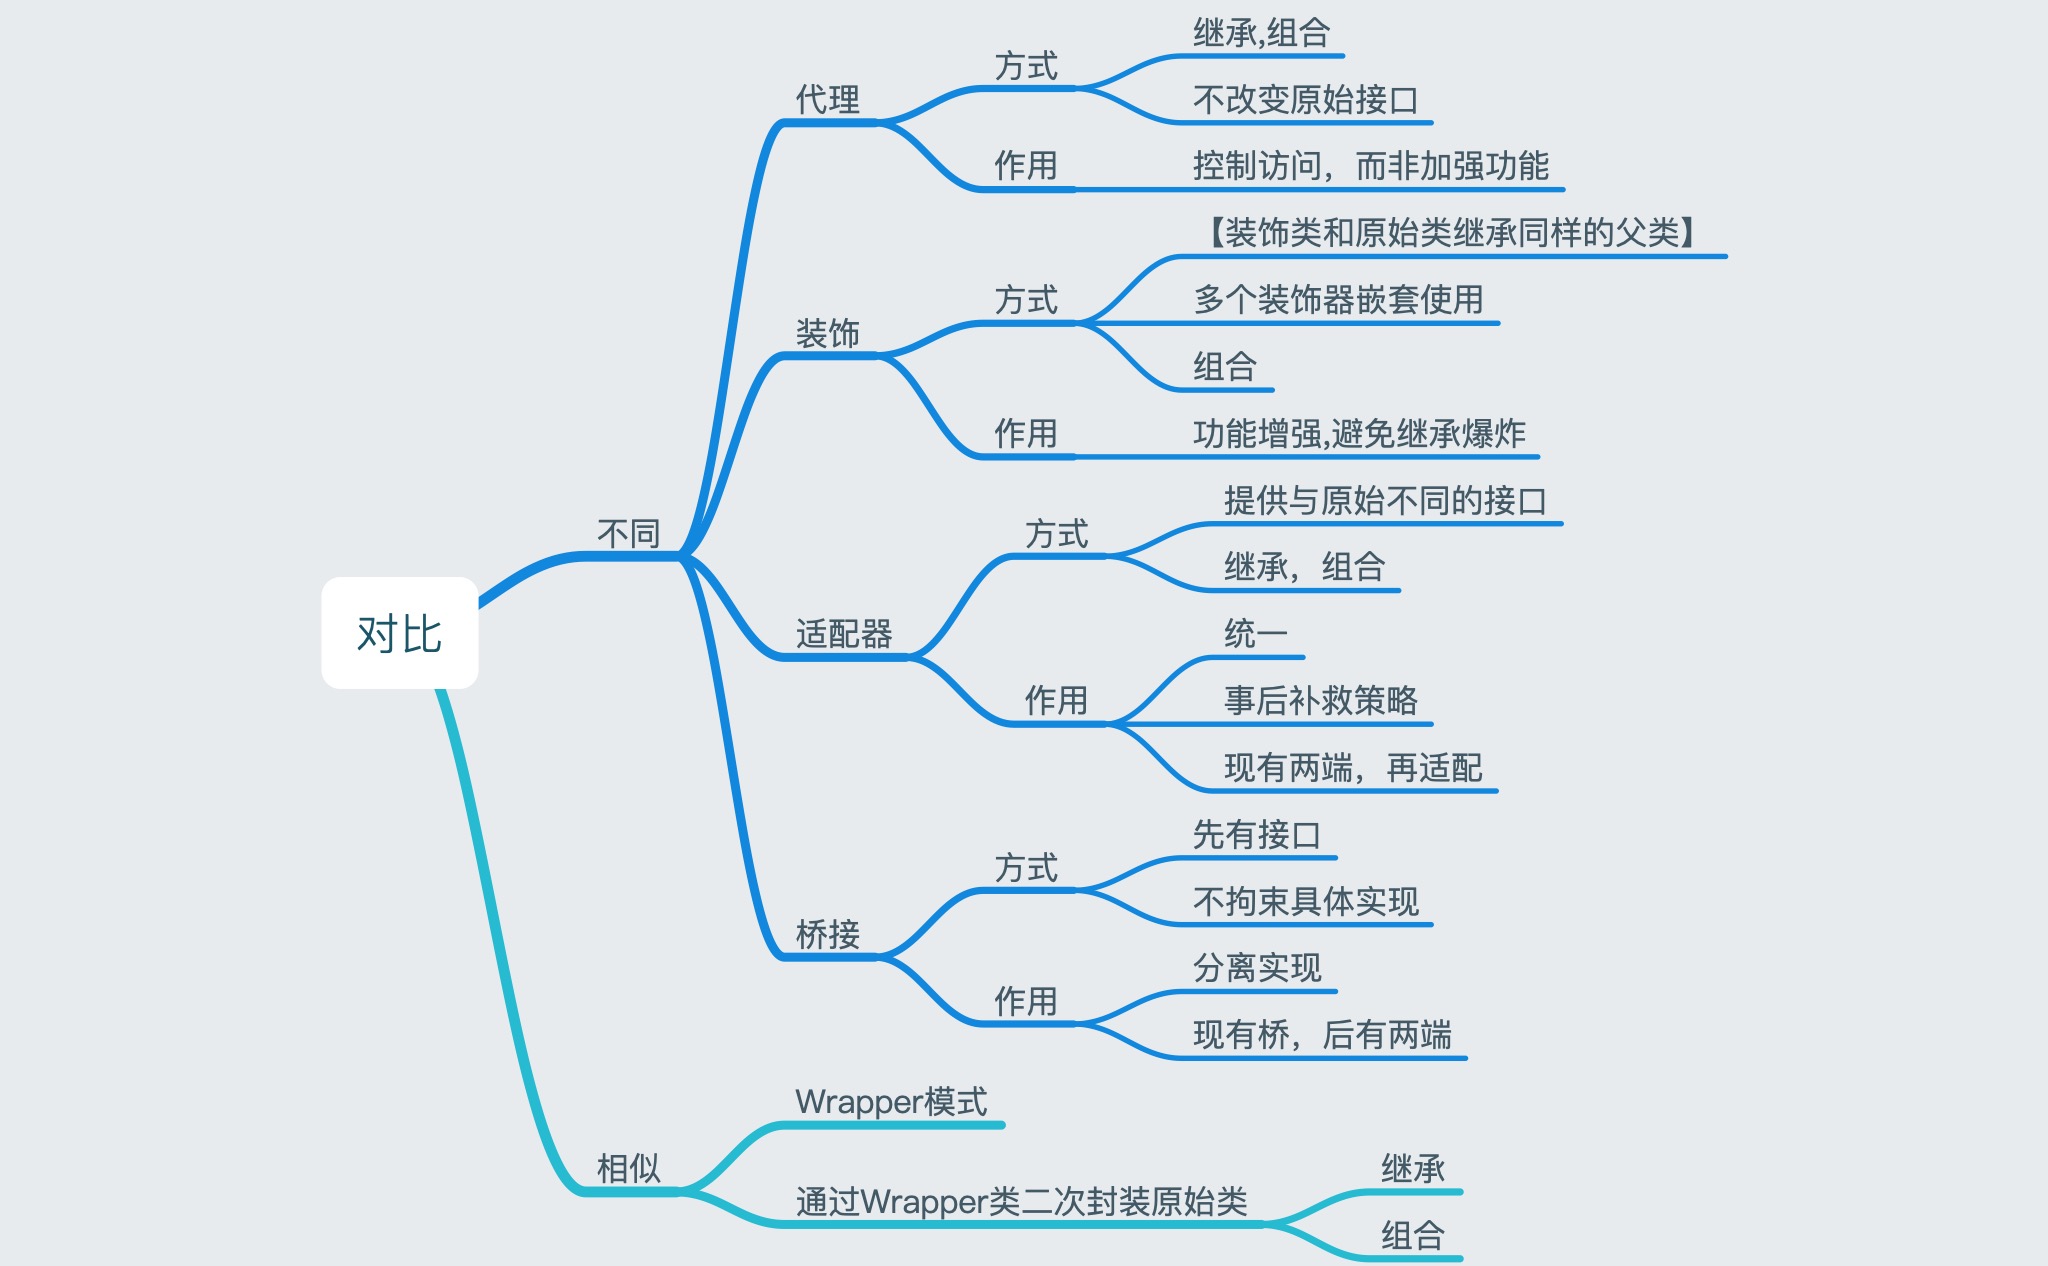 继承,组合
方式
不改变原始接口
代理
作用
控制访问，而非加强功能
【装饰类和原始类继承同样的父类】
方式
多个装饰器嵌套使用
装饰
组合
作用
功能增强,避免继承爆炸
提供与原始不同的接口
不同
方式
继承，组合
对比
适配器
统一
作用
事后补救策略
现有两端，再适配
先有接口
方式
不拘束具体实现
桥接
分离实现
作用
现有桥，后有两端
Wrapper模式
相似
通过Wrapper类二次封装原始类
继承
组合